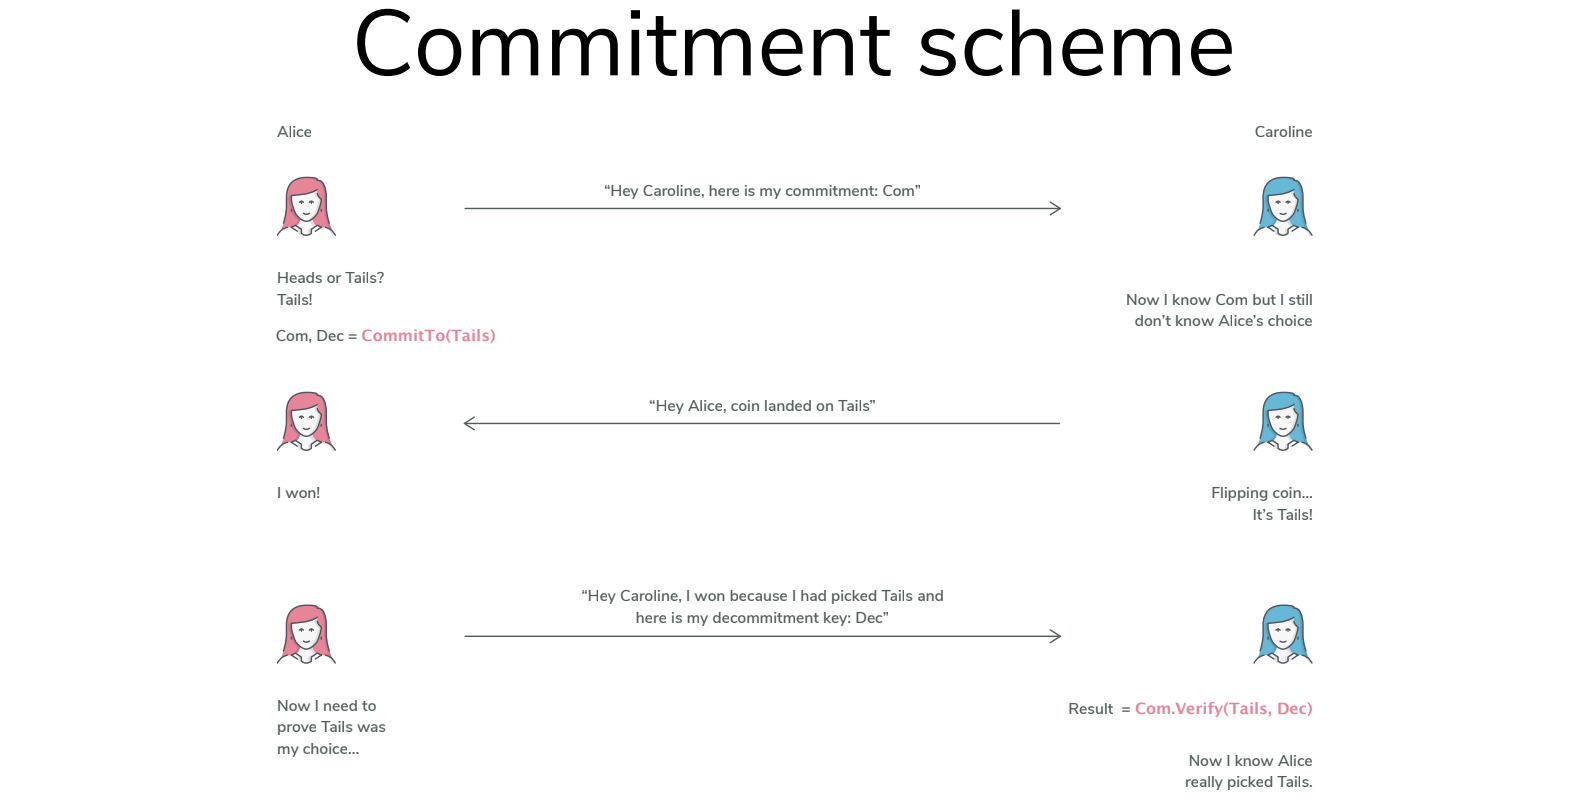 Commitment scheme
Alice
Caroline
“Hey Caroline, here is my commitment: Com”
Heads or Tails?
Tails!
Com, Dec = CommitTo(Tails)
Now I know Com but I still
don’t know Alice’s choice
“Hey Alice, coin landed on Tails”
I won!
Flipping coin...
It’s Tails!
“Hey Caroline, I won because I had picked Tails and
here is my decommitment key: Dec”
Now I need to
prove Tails was
my choice...
Result = Com.Verify(Tails, Dec)
Now I know Alice
really picked Tails.